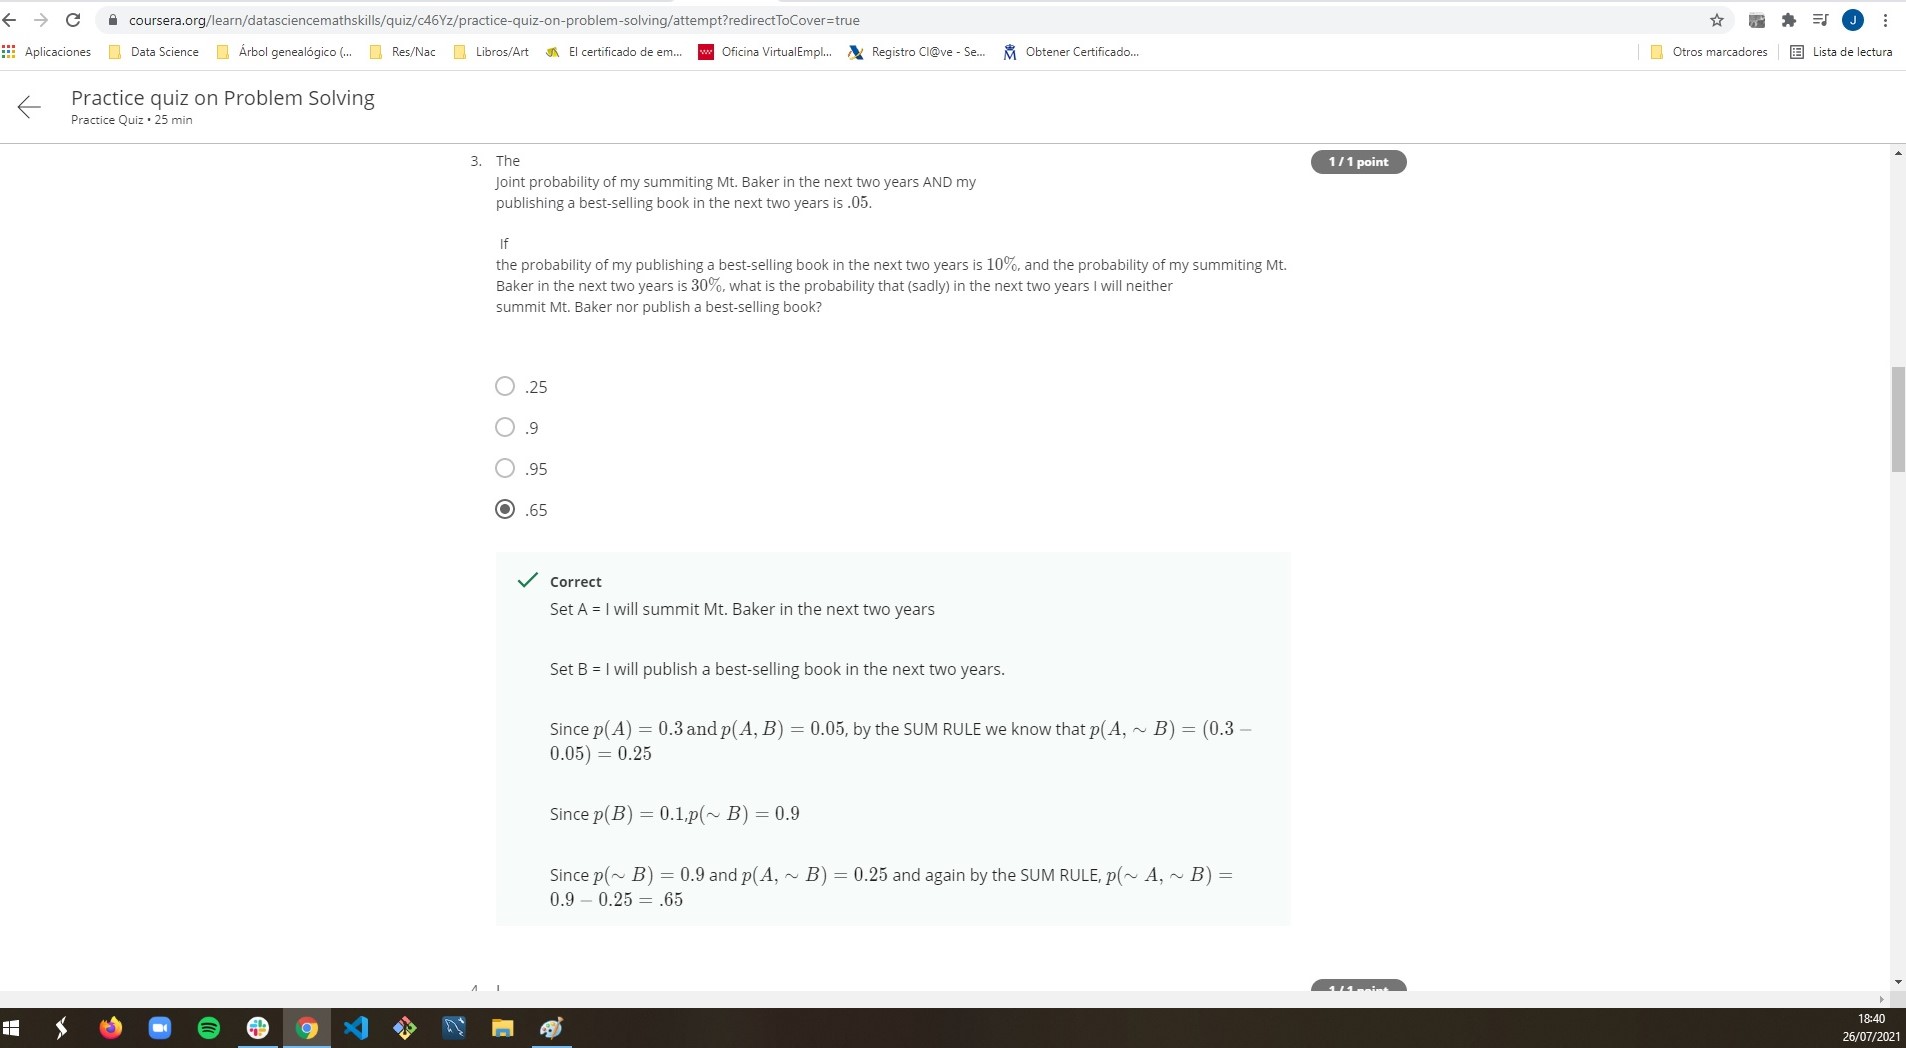 coursera.org/learn/datasciencemathskills/quiz/c46Yz/practice-quiz-on-problem-solving/attempt?redirectToCover=true
J
Aplicaciones Data Science Árbol genealógico (... Res/Nac Libros/Art El certificado de em... Oficina VirtualEmpl... Registro Cl@ve - Se... Obtener Certificado... Otros marcadores Lista de lectura
Practice quiz on Problem Solving
Practice Quiz • 25 min
3. The 1 / 1 point
Joint probability of my summiting Mt. Baker in the next two years AND my
publishing a best-selling book in the next two years is .05.
If
the probability of my publishing a best-selling book in the next two years is 10%, and the probability of my summiting Mt.
Baker in the next two years is 30%, what is the probability that (sadly) in the next two years I will neither
summit Mt. Baker nor publish a best-selling book?
.25
.9
.95
.65
Correct
Set A = I will summit Mt. Baker in the next two years
Set B = I will publish a best-selling book in the next two years.
Since p(A) = 0.3 and p(A, B) = 0.05, by the SUM RULE we know that p(A, ∼ B) = (0.3 −
0.05) = 0.25
Since p(B) = 0.1,p(∼ B) = 0.9
Since p(∼ B) = 0.9 and p(A, ∼ B) = 0.25 and again by the SUM RULE, p(∼ A, ∼ B) =
0.9 − 0.25 = .65
4. I 1 / 1 point
18:40
26/07/2021